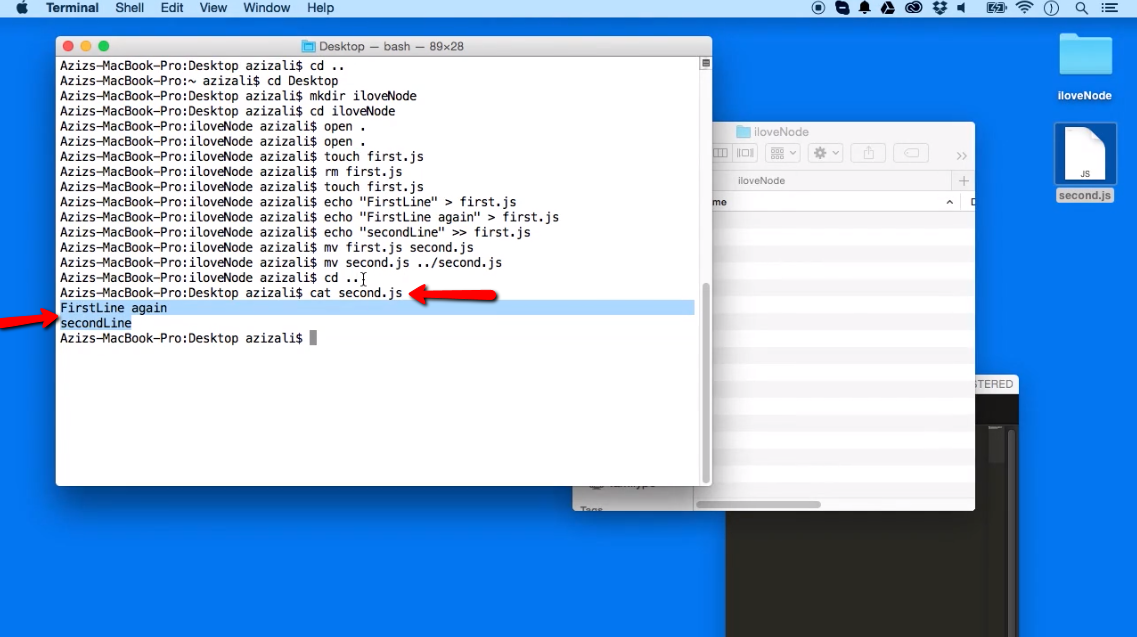 Terminal Shell Edit View Window Help
Desktop — bash — 89×28
Azizs-MacBook-Pro:Desktop azizali$ cd ..
Azizs-MacBook-Pro:~ azizali$ cd Desktop
Azizs-MacBook-Pro:Desktop azizali$ mkdir iloveNode
Azizs-MacBook-Pro:Desktop azizali$ cd iloveNode
Azizs-MacBook-Pro:iloveNode azizali$ open .
Azizs-MacBook-Pro:iloveNode azizali$ open .
Azizs-MacBook-Pro:iloveNode azizali$ touch first.js
Azizs-MacBook-Pro:iloveNode azizali$ rm first.js
Azizs-MacBook-Pro:iloveNode azizali$ touch first.js
Azizs-MacBook-Pro:iloveNode azizali$ echo "FirstLine" > first.js
Azizs-MacBook-Pro:iloveNode azizali$ echo "FirstLine again" > first.js
Azizs-MacBook-Pro:iloveNode azizali$ echo "secondLine" >> first.js
Azizs-MacBook-Pro:iloveNode azizali$ mv first.js second.js
Azizs-MacBook-Pro:iloveNode azizali$ mv second.js ../second.js
Azizs-MacBook-Pro:iloveNode azizali$ cd ..
Azizs-MacBook-Pro:Desktop azizali$ cat second.js
FirstLine again
secondLine
Azizs-MacBook-Pro:Desktop azizali$
iloveNode
iloveNode
me
Tags
STERED
iloveNode
JS
second.js